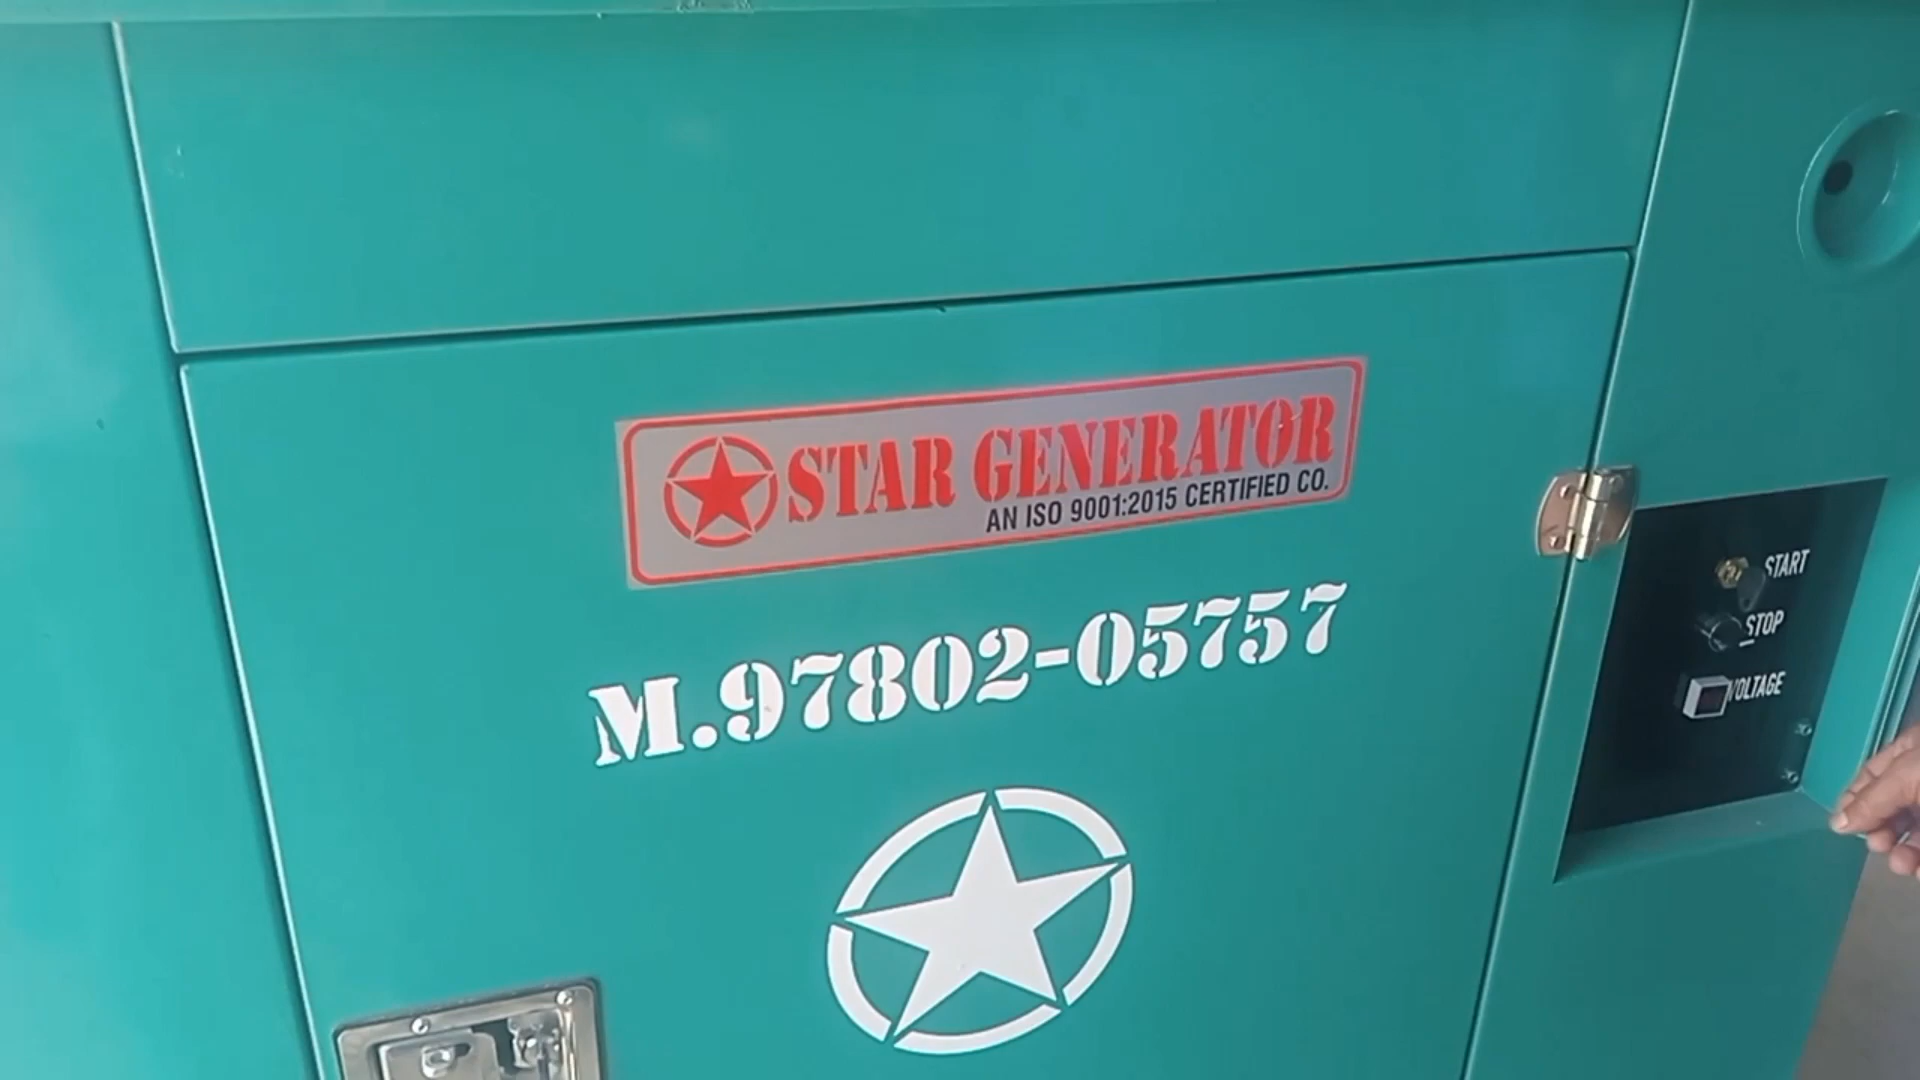 STAR GENERATOR
AN ISO 9001:2015 CERTIFIED CO.
M.97802-05757
START
STOP
VOLTAGE